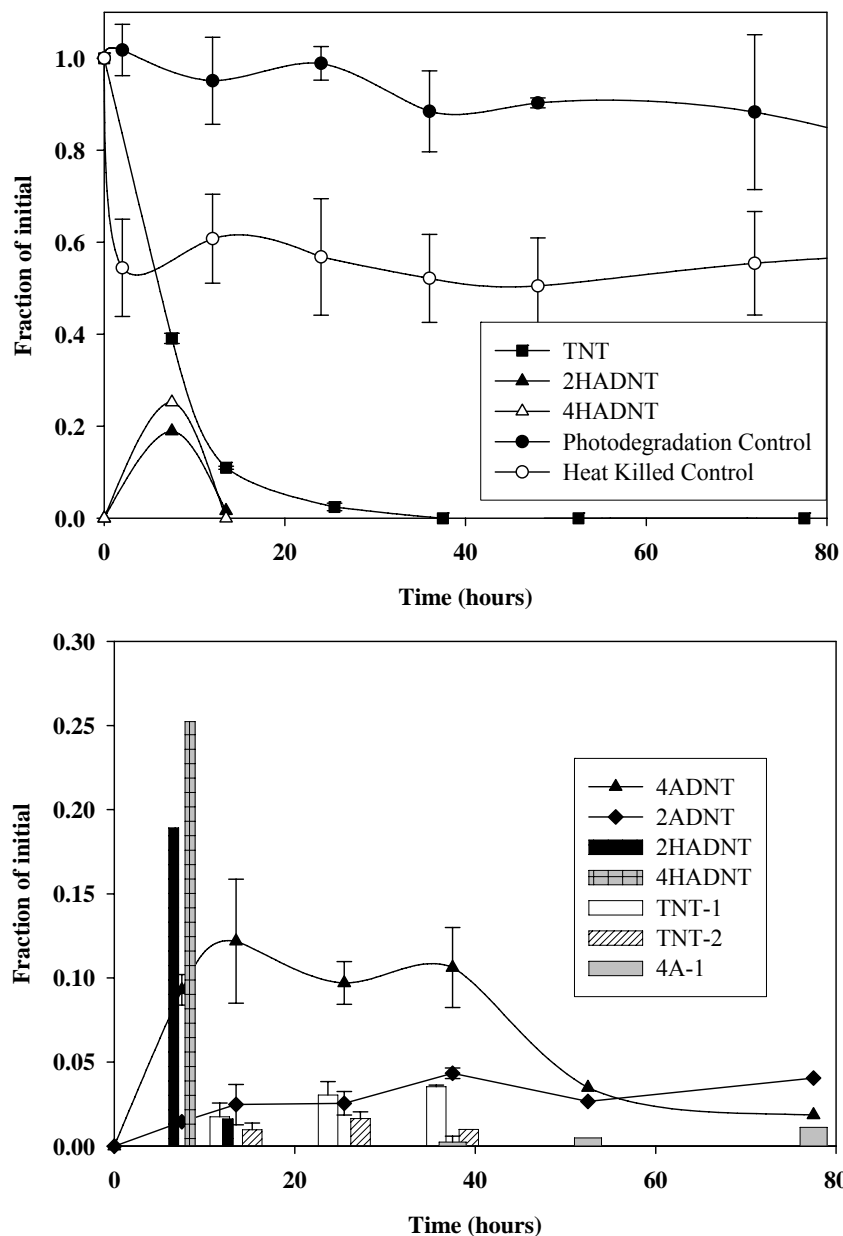 1.0
0.8
0.6
0.4
0.2
0.0
Fraction of initial
TNT
2HADNT
4HADNT
Photodegradation Control
Heat Killed Control
0 20 40 60 80
Time (hours)
0.30
0.25
0.20
0.15
0.10
0.05
0.00
Fraction of initial
4ADNT
2ADNT
2HADNT
4HADNT
TNT-1
TNT-2
4A-1
0 20 40 60 80
Time (hours)